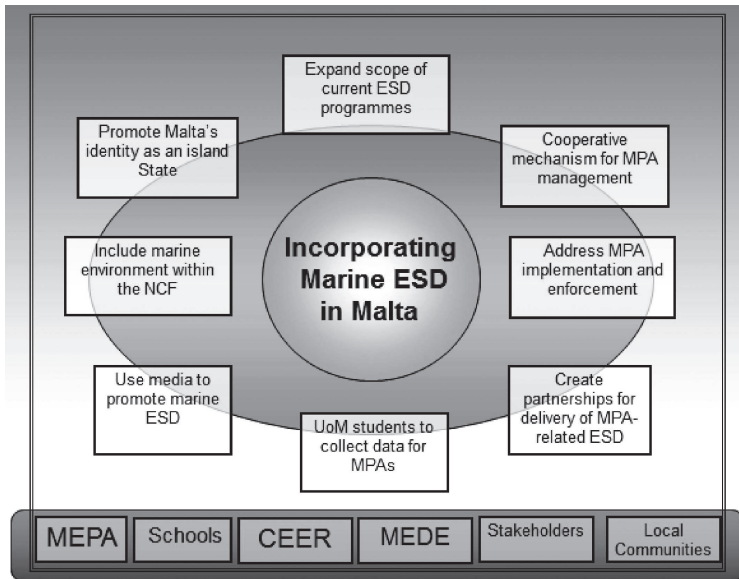 Expand scope of
current ESD
programmes
Promote Malta's
identity as an island
State
Cooperative
mechanism for MPA
management
Incorporating
Marine ESD
in Malta
Include marine
environment within
the NCF
Address MPA
implementation and
enforcement
Use media to
promote marine
ESD
Create
partnerships for
delivery of MPA-
related ESD
UoM students to
collect data for
MPAs
MEPA
Schools
CEER
MEDE
Stakeholders
Local
Communities